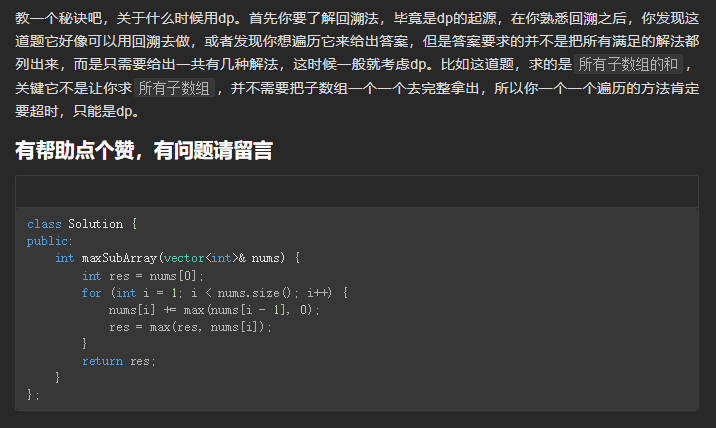 教一个秘诀吧，关于什么时候用dp。首先你要了解回溯法，毕竟是dp的起源，在你熟悉回溯之后，你发现这
道题它好像可以用回溯去做，或者发现你想遍历它来给出答案，但是答案要求的并不是把所有满足的解法都
列出来，而是只需要给出一共有几种解法，这时候一般就考虑dp。比如这道题，求的是 所有子数组的和 ，
关键它不是让你求 所有子数组 ，并不需要把子数组一个一个去完整拿出，所以你一个一个遍历的方法肯定
要超时，只能是dp。
有帮助点个赞，有问题请留言
class Solution {
public:
    int maxSubArray(vector<int>& nums) {
        int res = nums[0];
        for (int i = 1; i < nums.size(); i++) {
            nums[i] += max(nums[i - 1], 0);
            res = max(res, nums[i]);
        }
        return res;
    }
};